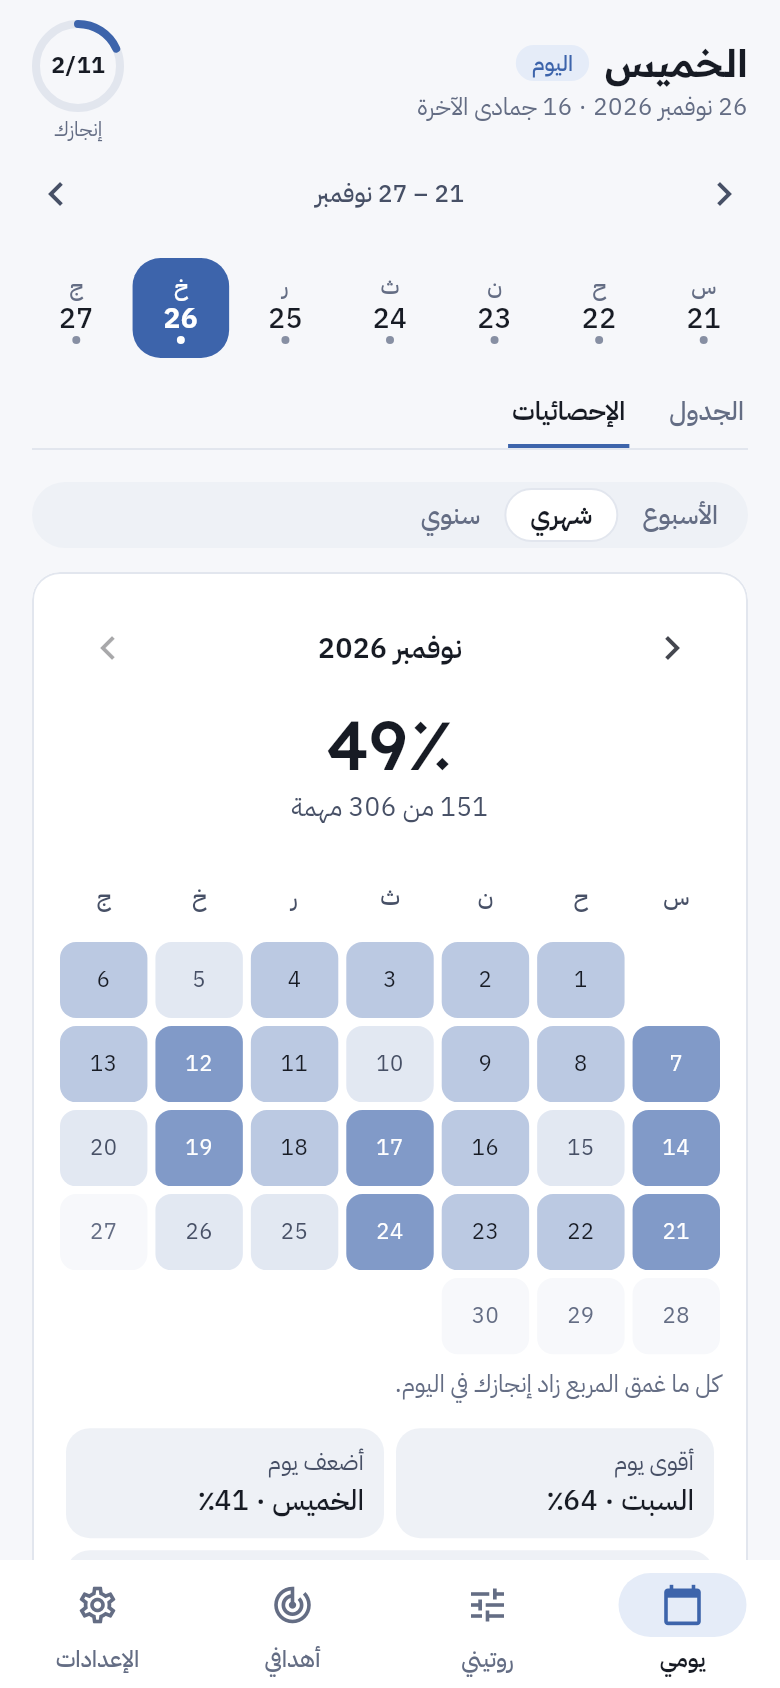 الخميس اليوم
26 نوفمبر 2026 · 16 جمادى الآخرة
2/11
إنجازك
21 – 27 نوفمبر
س ح ن ث ر خ ج
21 22 23 24 25 26 27
الجدول الإحصائيات
الأسبوع شهري سنوي
نوفمبر 2026
49٪
151 من 306 مهمة
س ح ن ث ر خ ج
1 2 3 4 5 6
7 8 9 10 11 12 13
14 15 16 17 18 19 20
21 22 23 24 25 26 27
28 29 30
كل ما غمق المربع زاد إنجازك في اليوم.
أقوى يوم
السبت · 64٪
أضعف يوم
الخميس · 41٪
يومي روتيني أهدافي الإعدادات